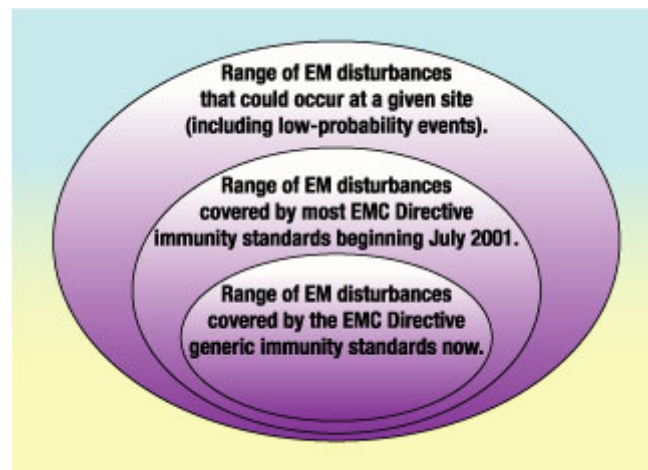 Range of EM disturbances
that could occur at a given site
(including low-probability events).
Range of EM disturbances
covered by most EMC Directive
immunity standards beginning July 2001.
Range of EM disturbances
covered by the EMC Directive
generic immunity standards now.